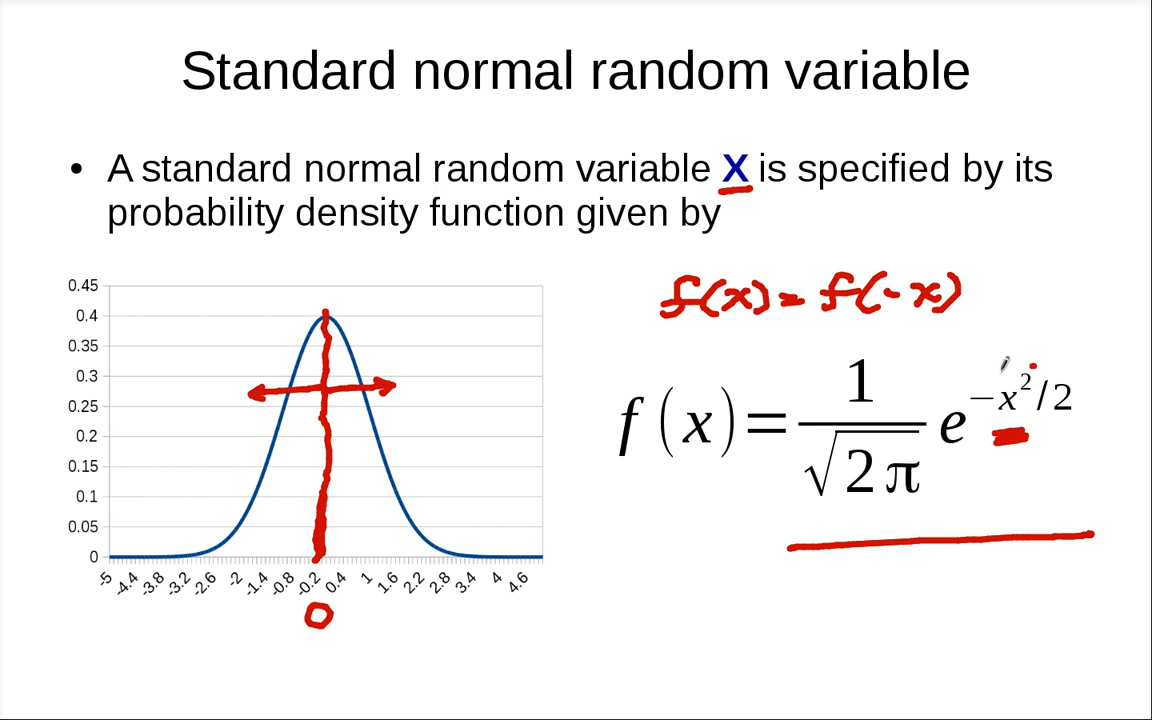 Standard normal random variable
• A standard normal random variable X is specified by its
probability density function given by
f(x) = f(-x)
f(x)=1/√2π e^−x²/2
0.45
0.4
0.35
0.3
0.25
0.2
0.15
0.1
0.05
0
-5 -4.4 -3.8 -3.2 -2.6 -2 -1.4 -0.8 -0.2 0.4 1 1.6 2.2 2.8 3.4 4 4.6
0